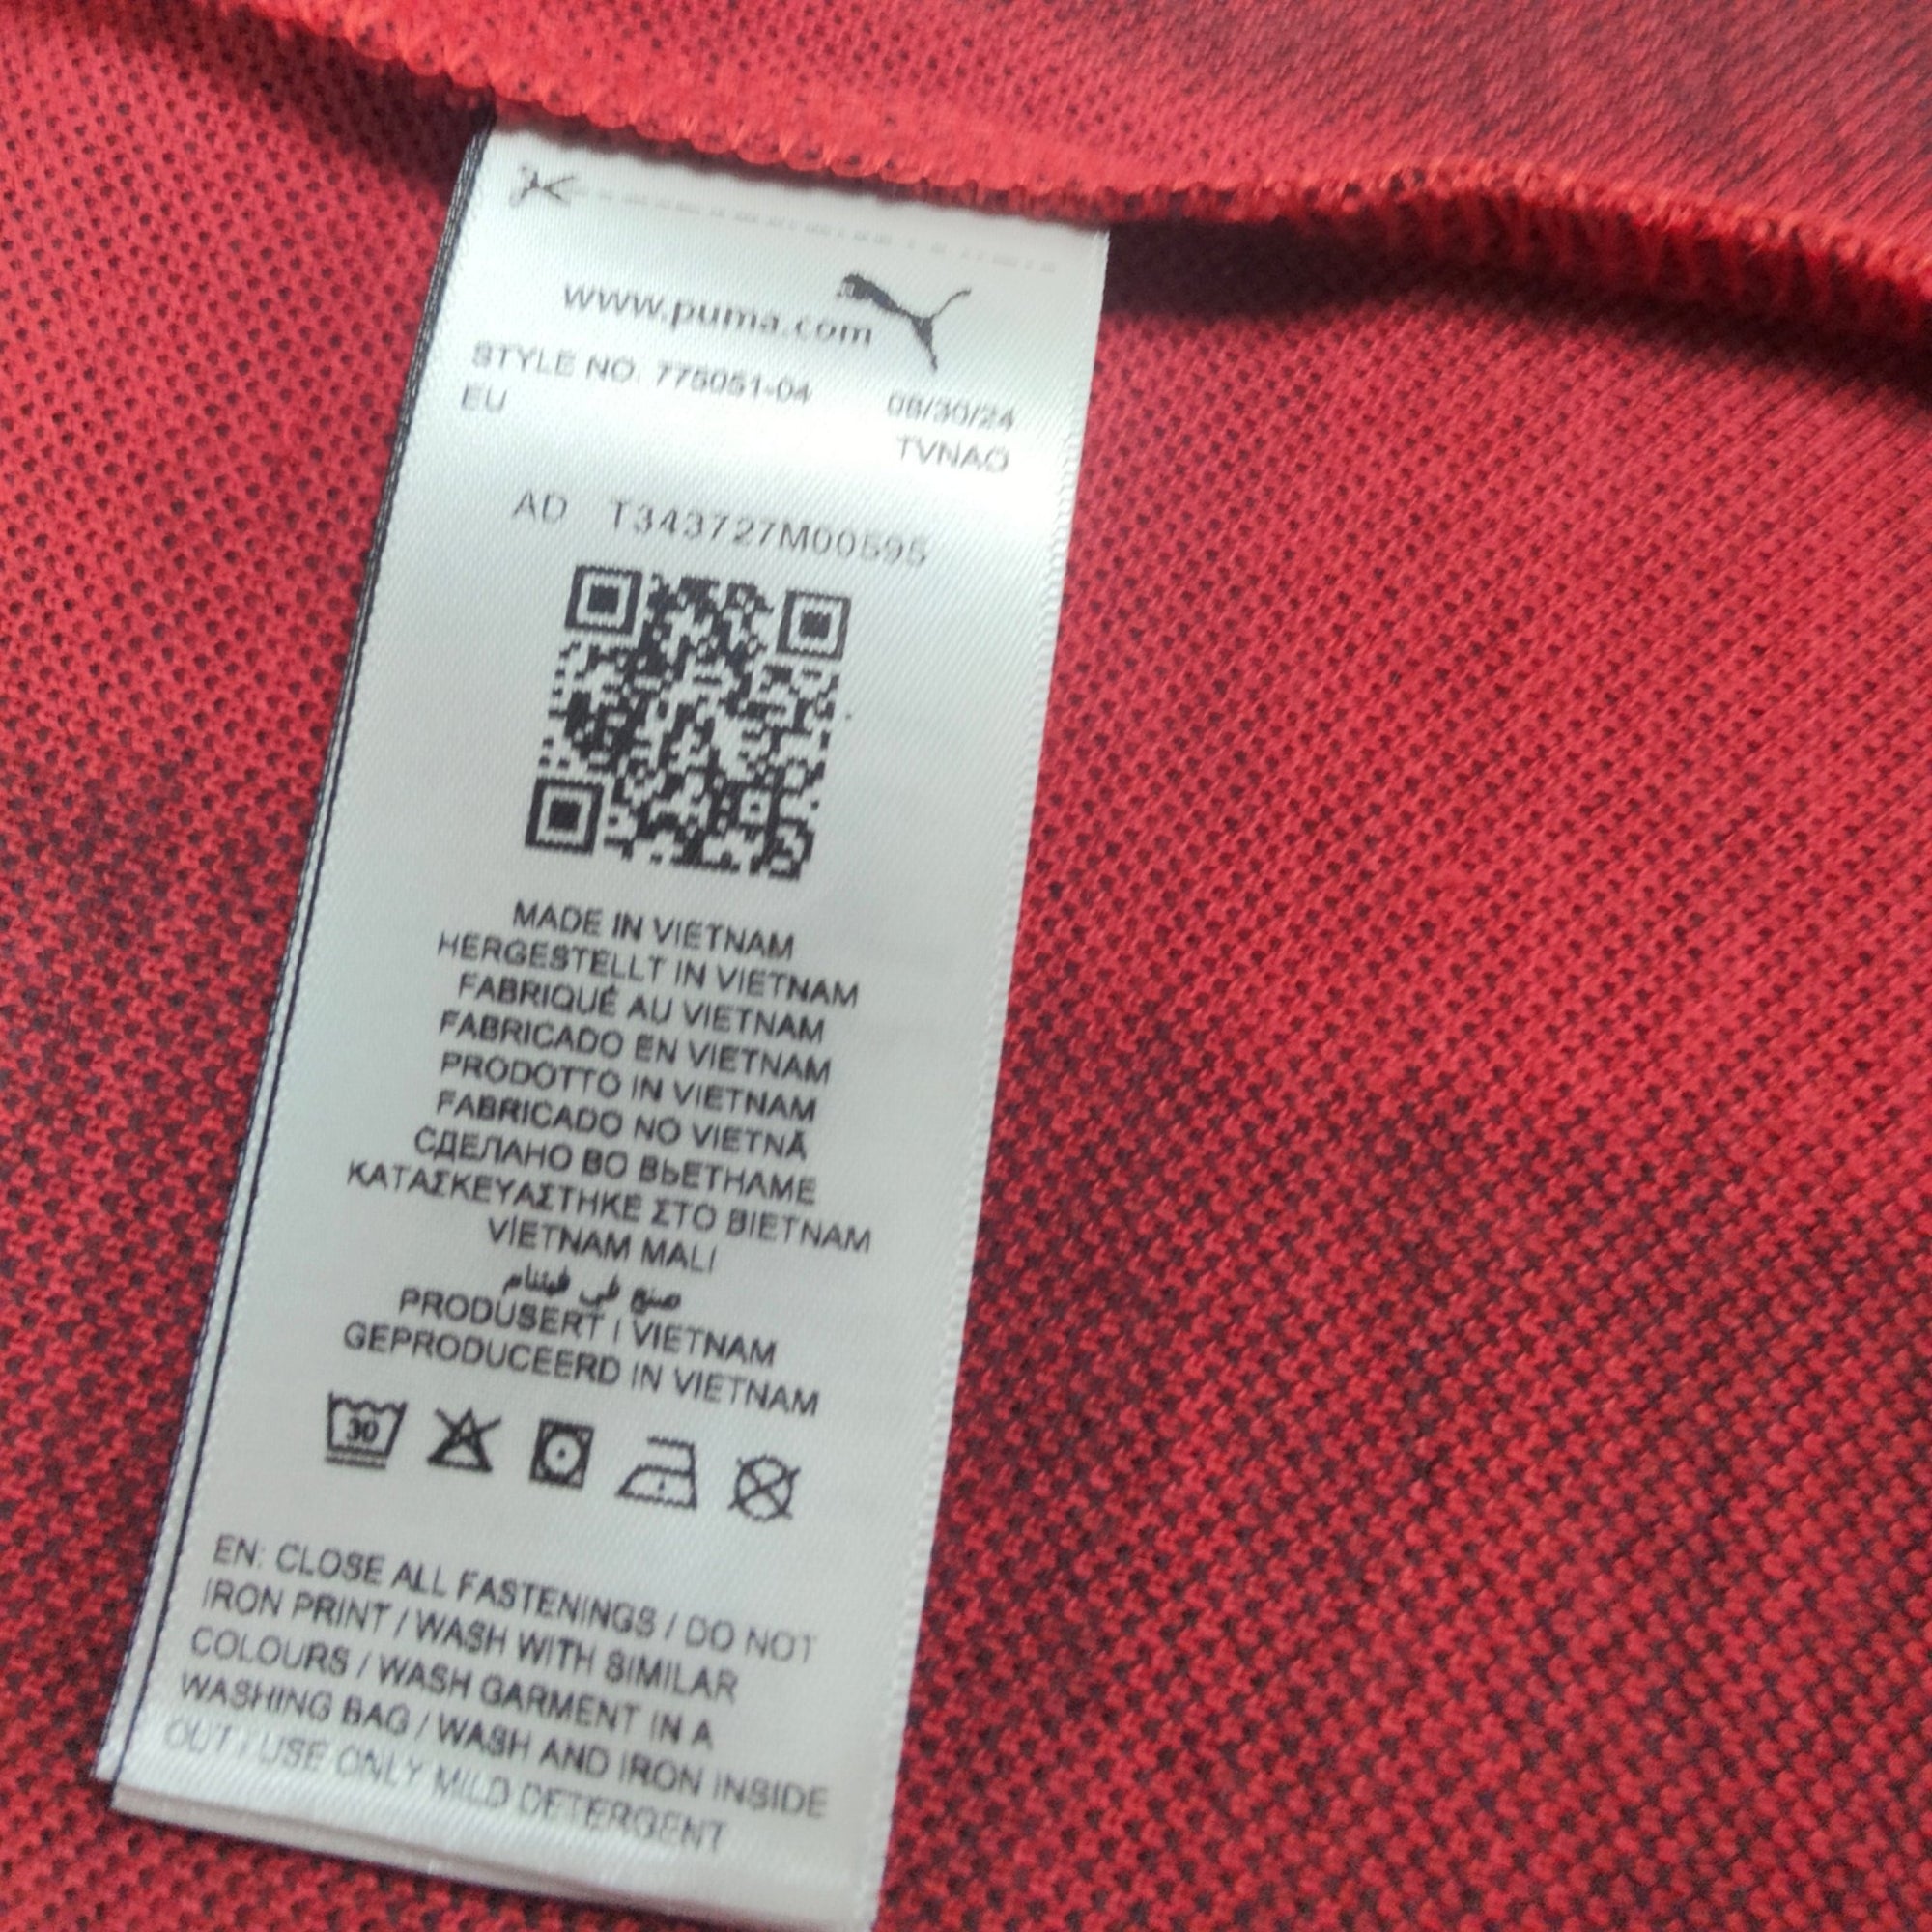 www.puma.com
STYLE NO. 775051-04 08/30/24
EU TVNAO
AD T343727M00595
MADE IN VIETNAM
HERGESTELLT IN VIETNAM
FABRIQUÉ AU VIETNAM
FABRICADO EN VIETNAM
PRODOTTO IN VIETNAM
FABRICADO NO VIETNÃ
СДЕЛАНО ВО ВЬЕТНАМЕ
ΚΑΤΑΣΚΕΥΑΣΤΗΚΕ ΣΤΟ ΒΙΕΤΝΑΜ
VİETNAM MALI
صنع في فيتنام
PRODUSERT I VIETNAM
GEPRODUCEERD IN VIETNAM
30
EN: CLOSE ALL FASTENINGS / DO NOT
IRON PRINT / WASH WITH SIMILAR
COLOURS / WASH GARMENT IN A
WASHING BAG / WASH AND IRON INSIDE
OUT / USE ONLY MILD DETERGENT